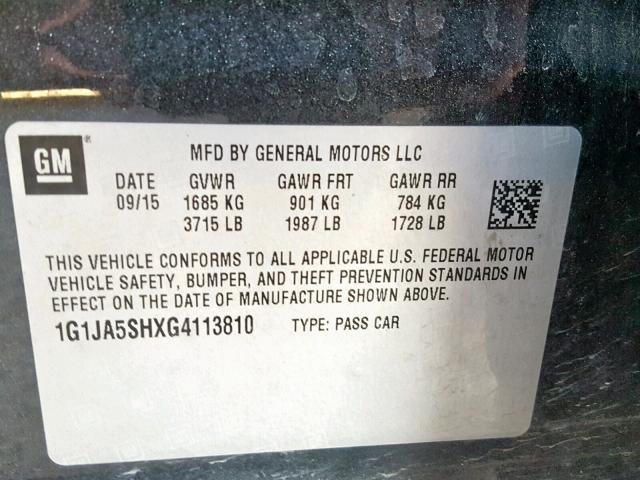 GM®
MFD BY GENERAL MOTORS LLC
DATE GVWR GAWR FRT GAWR RR
09/15 1685 KG 901 KG 784 KG
3715 LB 1987 LB 1728 LB
THIS VEHICLE CONFORMS TO ALL APPLICABLE U.S. FEDERAL MOTOR
VEHICLE SAFETY, BUMPER, AND THEFT PREVENTION STANDARDS IN
EFFECT ON THE DATE OF MANUFACTURE SHOWN ABOVE.
1G1JA5SHXG4113810 TYPE: PASS CAR